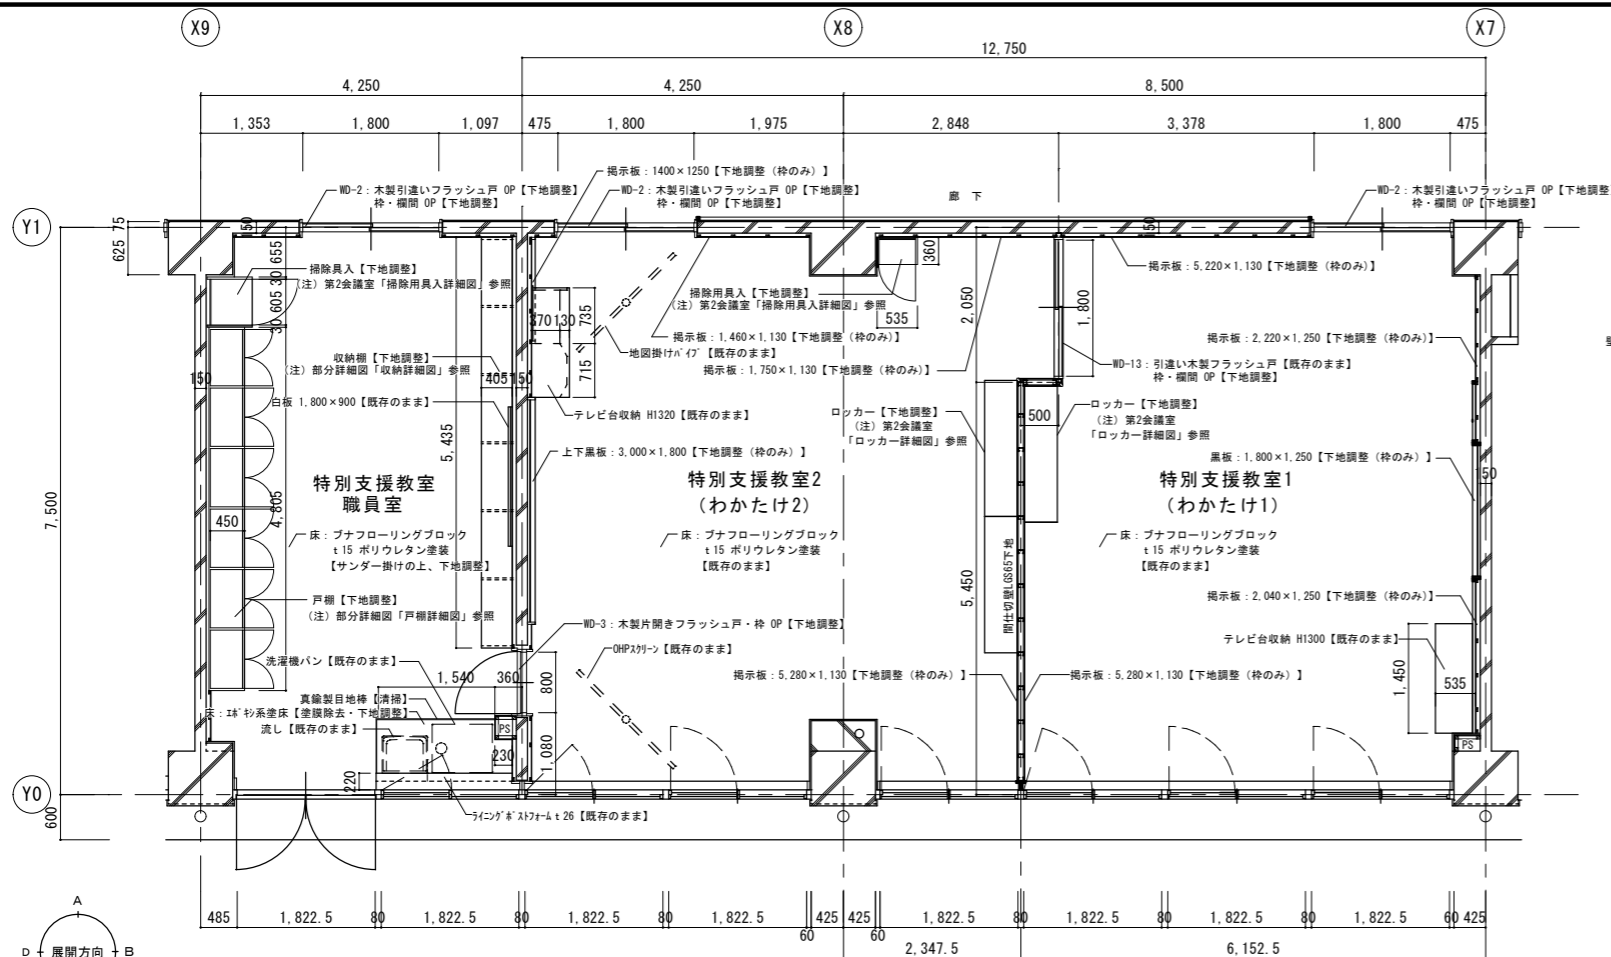 X9
X8
X7
12,750
4,250
4,250
8,500
1,353
1,800
1,097
475
1,800
1,975
2,848
3,378
1,800
475
掲示板：1400×1250【下地調整（枠のみ）】
WD-2：木製引違いフラッシュ戸 OP【下地調整】
枠・欄間 OP【下地調整】
WD-2：木製引違いフラッシュ戸 OP【下地調整】
枠・欄間 OP【下地調整】
廊 下
WD-2：木製引違いフラッシュ戸 OP【下地調整】
枠・欄間 OP【下地調整】
Y1
75
625
50
655
30
605
30
掃除具入【下地調整】
（注）第2会議室「掃除用具入詳細図」参照
掃除用具入【下地調整】
（注）第2会議室「掃除用具入詳細図」参照
360
535
50
掲示板：5,220×1,130【下地調整（枠のみ）】
2,050
1,800
370
130
735
715
掲示板：1,460×1,130【下地調整（枠のみ）】
地図掛けパイプ【既存のまま】
掲示板：1,750×1,130【下地調整（枠のみ）】
掲示板：2,220×1,250【下地調整（枠のみ）】
WD-13：引違い木製フラッシュ戸【既存のまま】
枠・欄間 OP【下地調整】
収納棚【下地調整】
（注）部分詳細図「収納詳細図」参照
150
405
150
白板 1,800×900【既存のまま】
テレビ台収納 H1320【既存のまま】
ロッカー【下地調整】
（注）第2会議室
「ロッカー詳細図」参照
500
ロッカー【下地調整】
（注）第2会議室
「ロッカー詳細図」参照
5,435
上下黒板：3,000×1,800【下地調整（枠のみ）】
黒板：1,800×1,250【下地調整（枠のみ）】
150
特別支援教室
職員室
特別支援教室2
（わかたけ2）
特別支援教室1
（わかたけ1）
7,500
4,805
450
床：ブナフローリングブロック
t15 ポリウレタン塗装
【サンダー掛けの上、下地調整】
床：ブナフローリングブロック
t15 ポリウレタン塗装
【既存のまま】
床：ブナフローリングブロック
t15 ポリウレタン塗装
【既存のまま】
5,450
間仕切壁LGS65下地
戸棚【下地調整】
（注）部分詳細図「戸棚詳細図」参照
掲示板：2,040×1,250【下地調整（枠のみ）】
WD-3：木製片開きフラッシュ戸・枠 OP【下地調整】
テレビ台収納 H1300【既存のまま】
OHPスクリーン【既存のまま】
洗濯機パン【既存のまま】
1,540
360
800
掲示板：5,280×1,130【下地調整（枠のみ）】
掲示板：5,280×1,130【下地調整（枠のみ）】
1,450
535
真鍮製目地棒【清掃】
床：エポキシ系塗床【塗膜除去・下地調整】
流し【既存のまま】
PS
230
1,080
220
PS
Y0
600
ライニング ポストフォーム t26【既存のまま】
485
1,822.5
80
1,822.5
80
1,822.5
80
1,822.5
60
425
425
60
1,822.5
80
1,822.5
80
1,822.5
80
1,822.5
60
425
2,347.5
6,152.5
A
D
展開方向
B